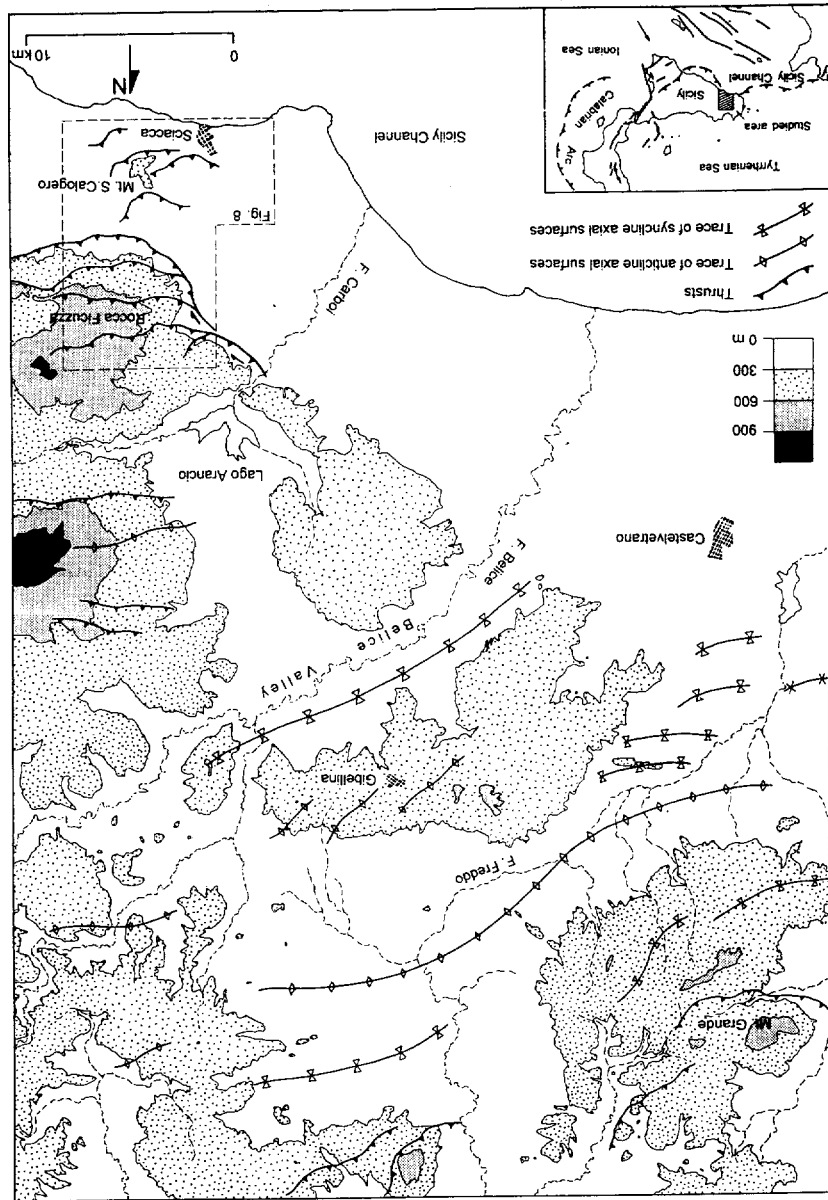 Mt. Grande
F. Freddo
Gibellina
Belice Valley
F. Belice
Castelvetrano
Lago Arancio
900
600
300
0 m
Rocca Ficuzza
Thrusts
Trace of anticline axial surfaces
Trace of syncline axial surfaces
F. Carboi
Fig. 8
Mt. S. Calogero
Sciacca
Sicily Channel
Tyrrhenian Sea
Studied area
Sicily
Sicily Channel
Calabrian Arc
Ionian Sea
N
0 10 km